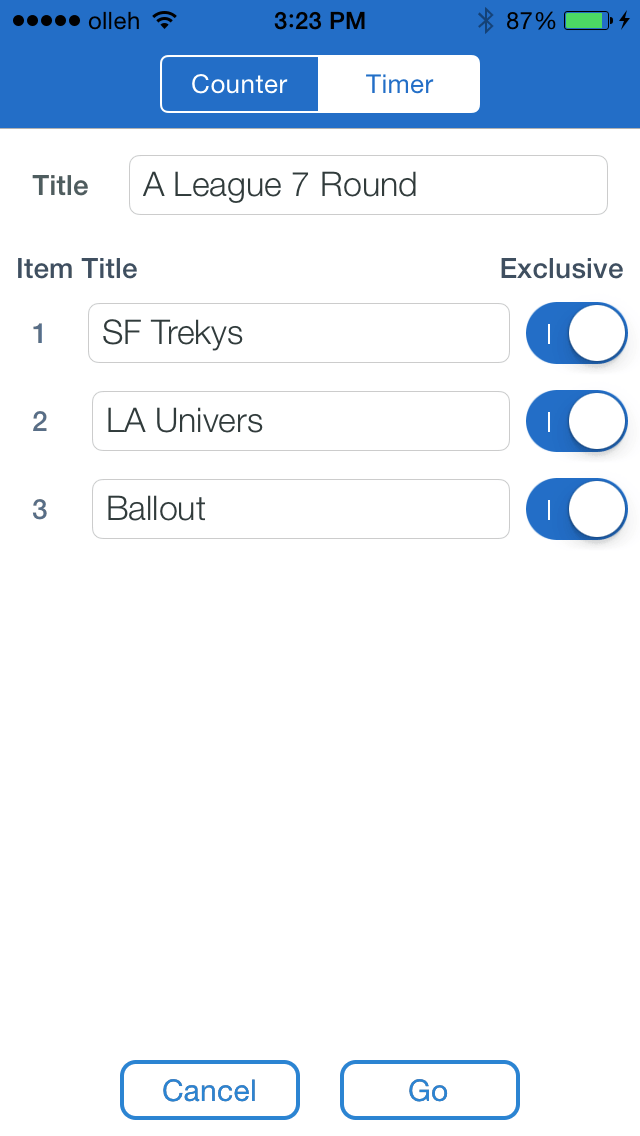 olleh 3:23 PM 87%
Counter Timer
Title A League 7 Round
Item Title Exclusive
1 SF Trekys
2 LA Univers
3 Ballout
Cancel Go